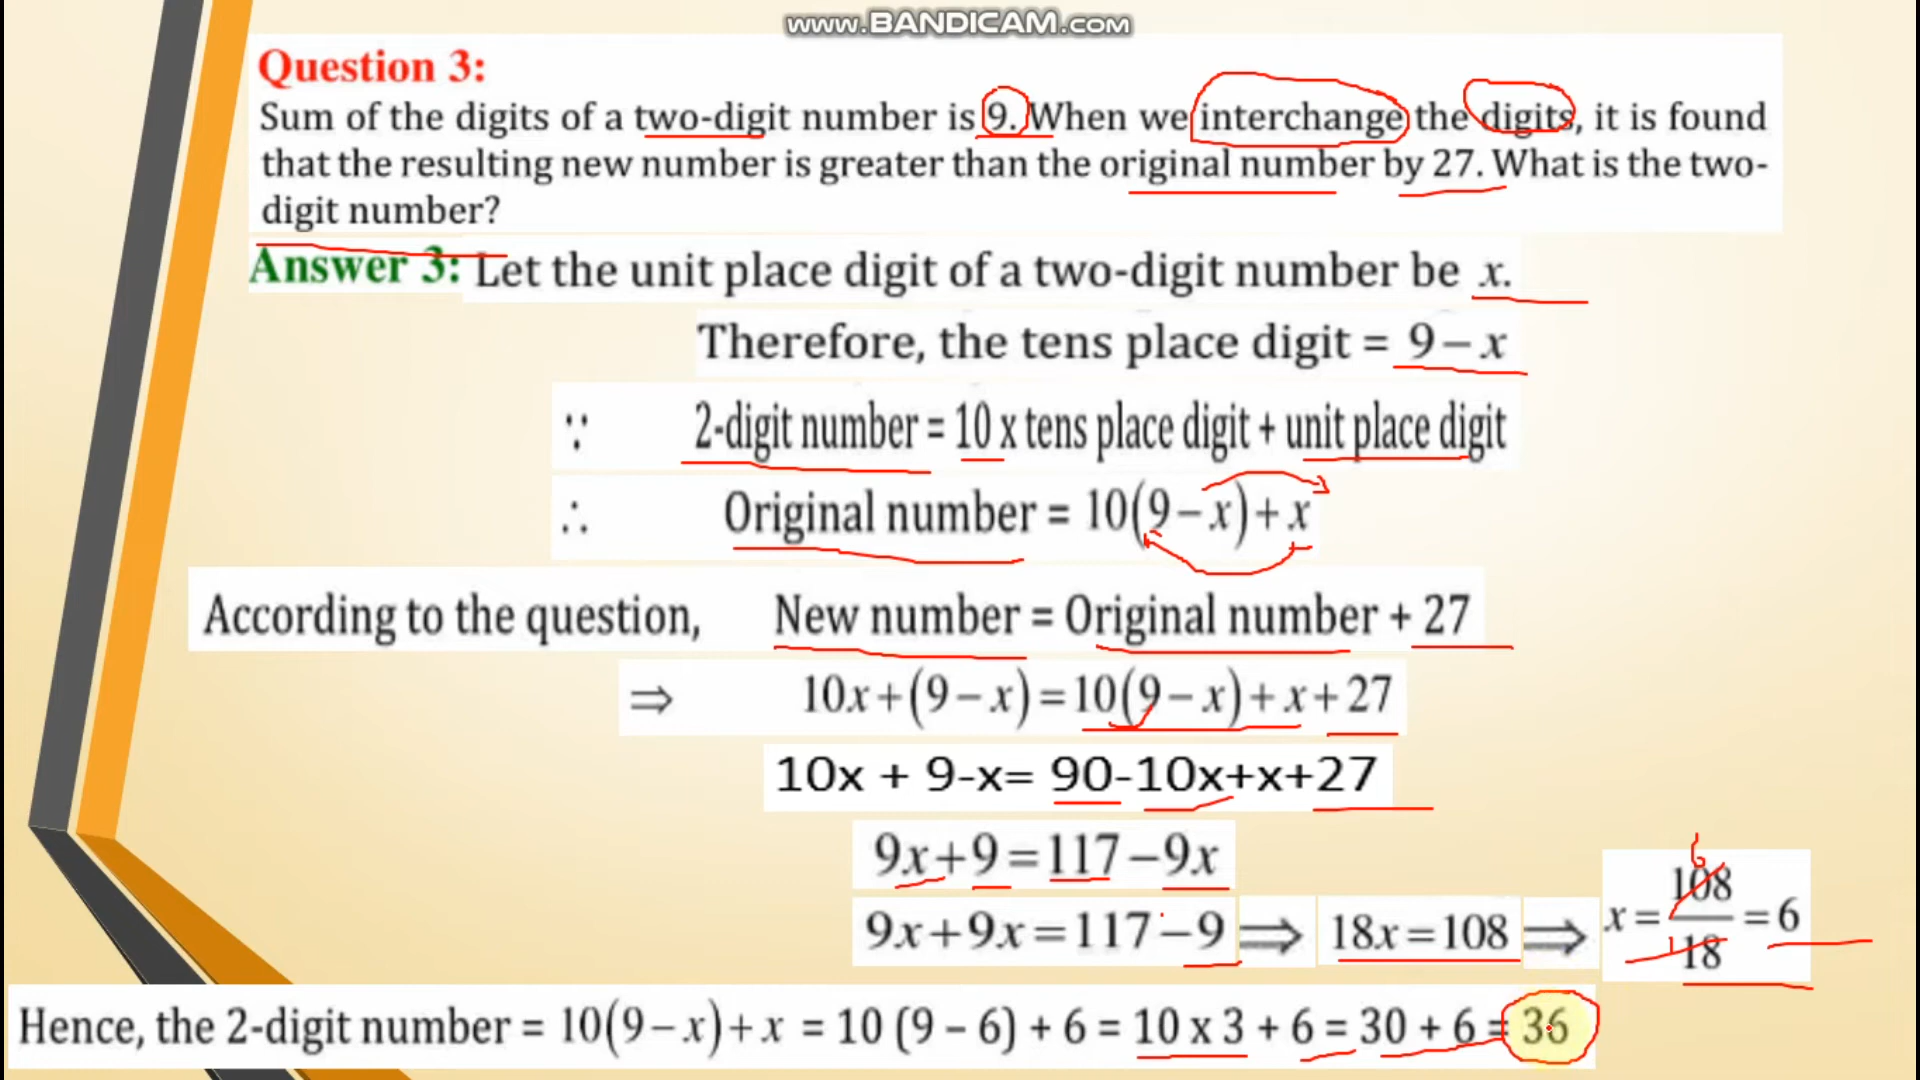 www.BANDICAM.com
Question 3:
Sum of the digits of a two-digit number is 9. When we interchange the digits, it is found
that the resulting new number is greater than the original number by 27. What is the two-
digit number?
Answer 3: Let the unit place digit of a two-digit number be x.
Therefore, the tens place digit = 9 − x
∵ 2-digit number = 10 x tens place digit + unit place digit
∴ Original number = 10(9 − x) + x
According to the question, New number = Original number + 27
⇒ 10x + (9 − x) = 10(9 − x) + x + 27
10x + 9-x= 90-10x+x+27
9x + 9 = 117 − 9x
6
9x + 9x = 117 − 9 ⟹ 18x = 108 ⟹ x = 108/18 = 6
1
Hence, the 2-digit number = 10(9 − x) + x = 10 (9 − 6) + 6 = 10 x 3 + 6 = 30 + 6 = 36